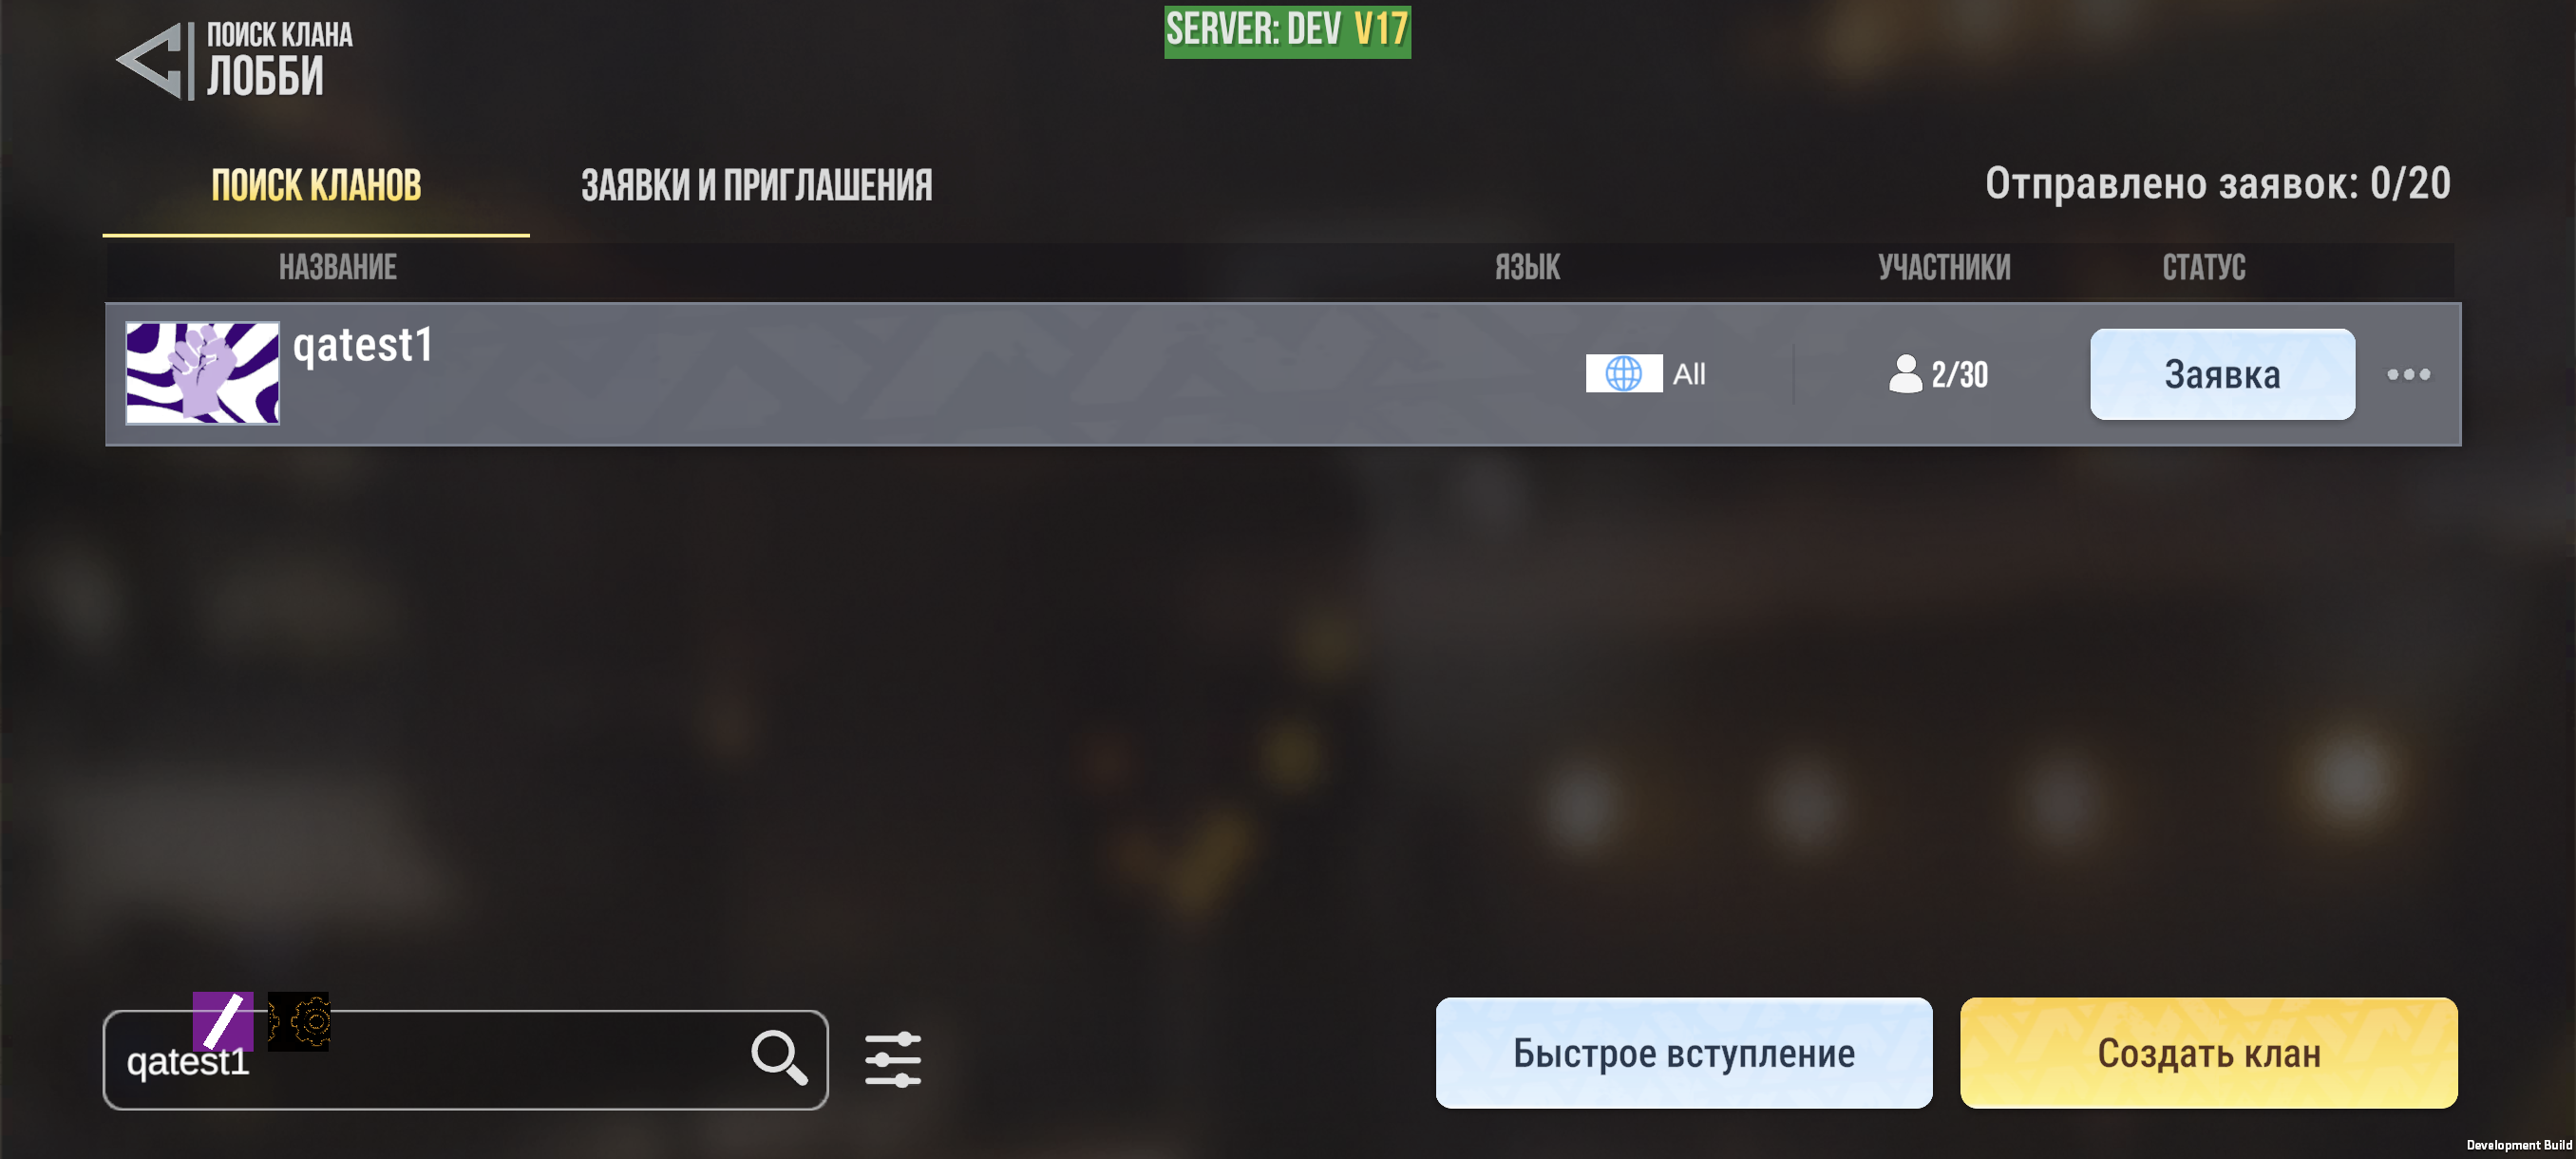 ПОИСК КЛАНА
ЛОББИ
SERVER: DEV V17
ПОИСК КЛАНОВ
ЗАЯВКИ И ПРИГЛАШЕНИЯ
Отправлено заявок: 0/20
НАЗВАНИЕ
ЯЗЫК
УЧАСТНИКИ
СТАТУС
qatest1
All
2/30
Заявка
qatest1
Быстрое вступление
Создать клан
Development Build